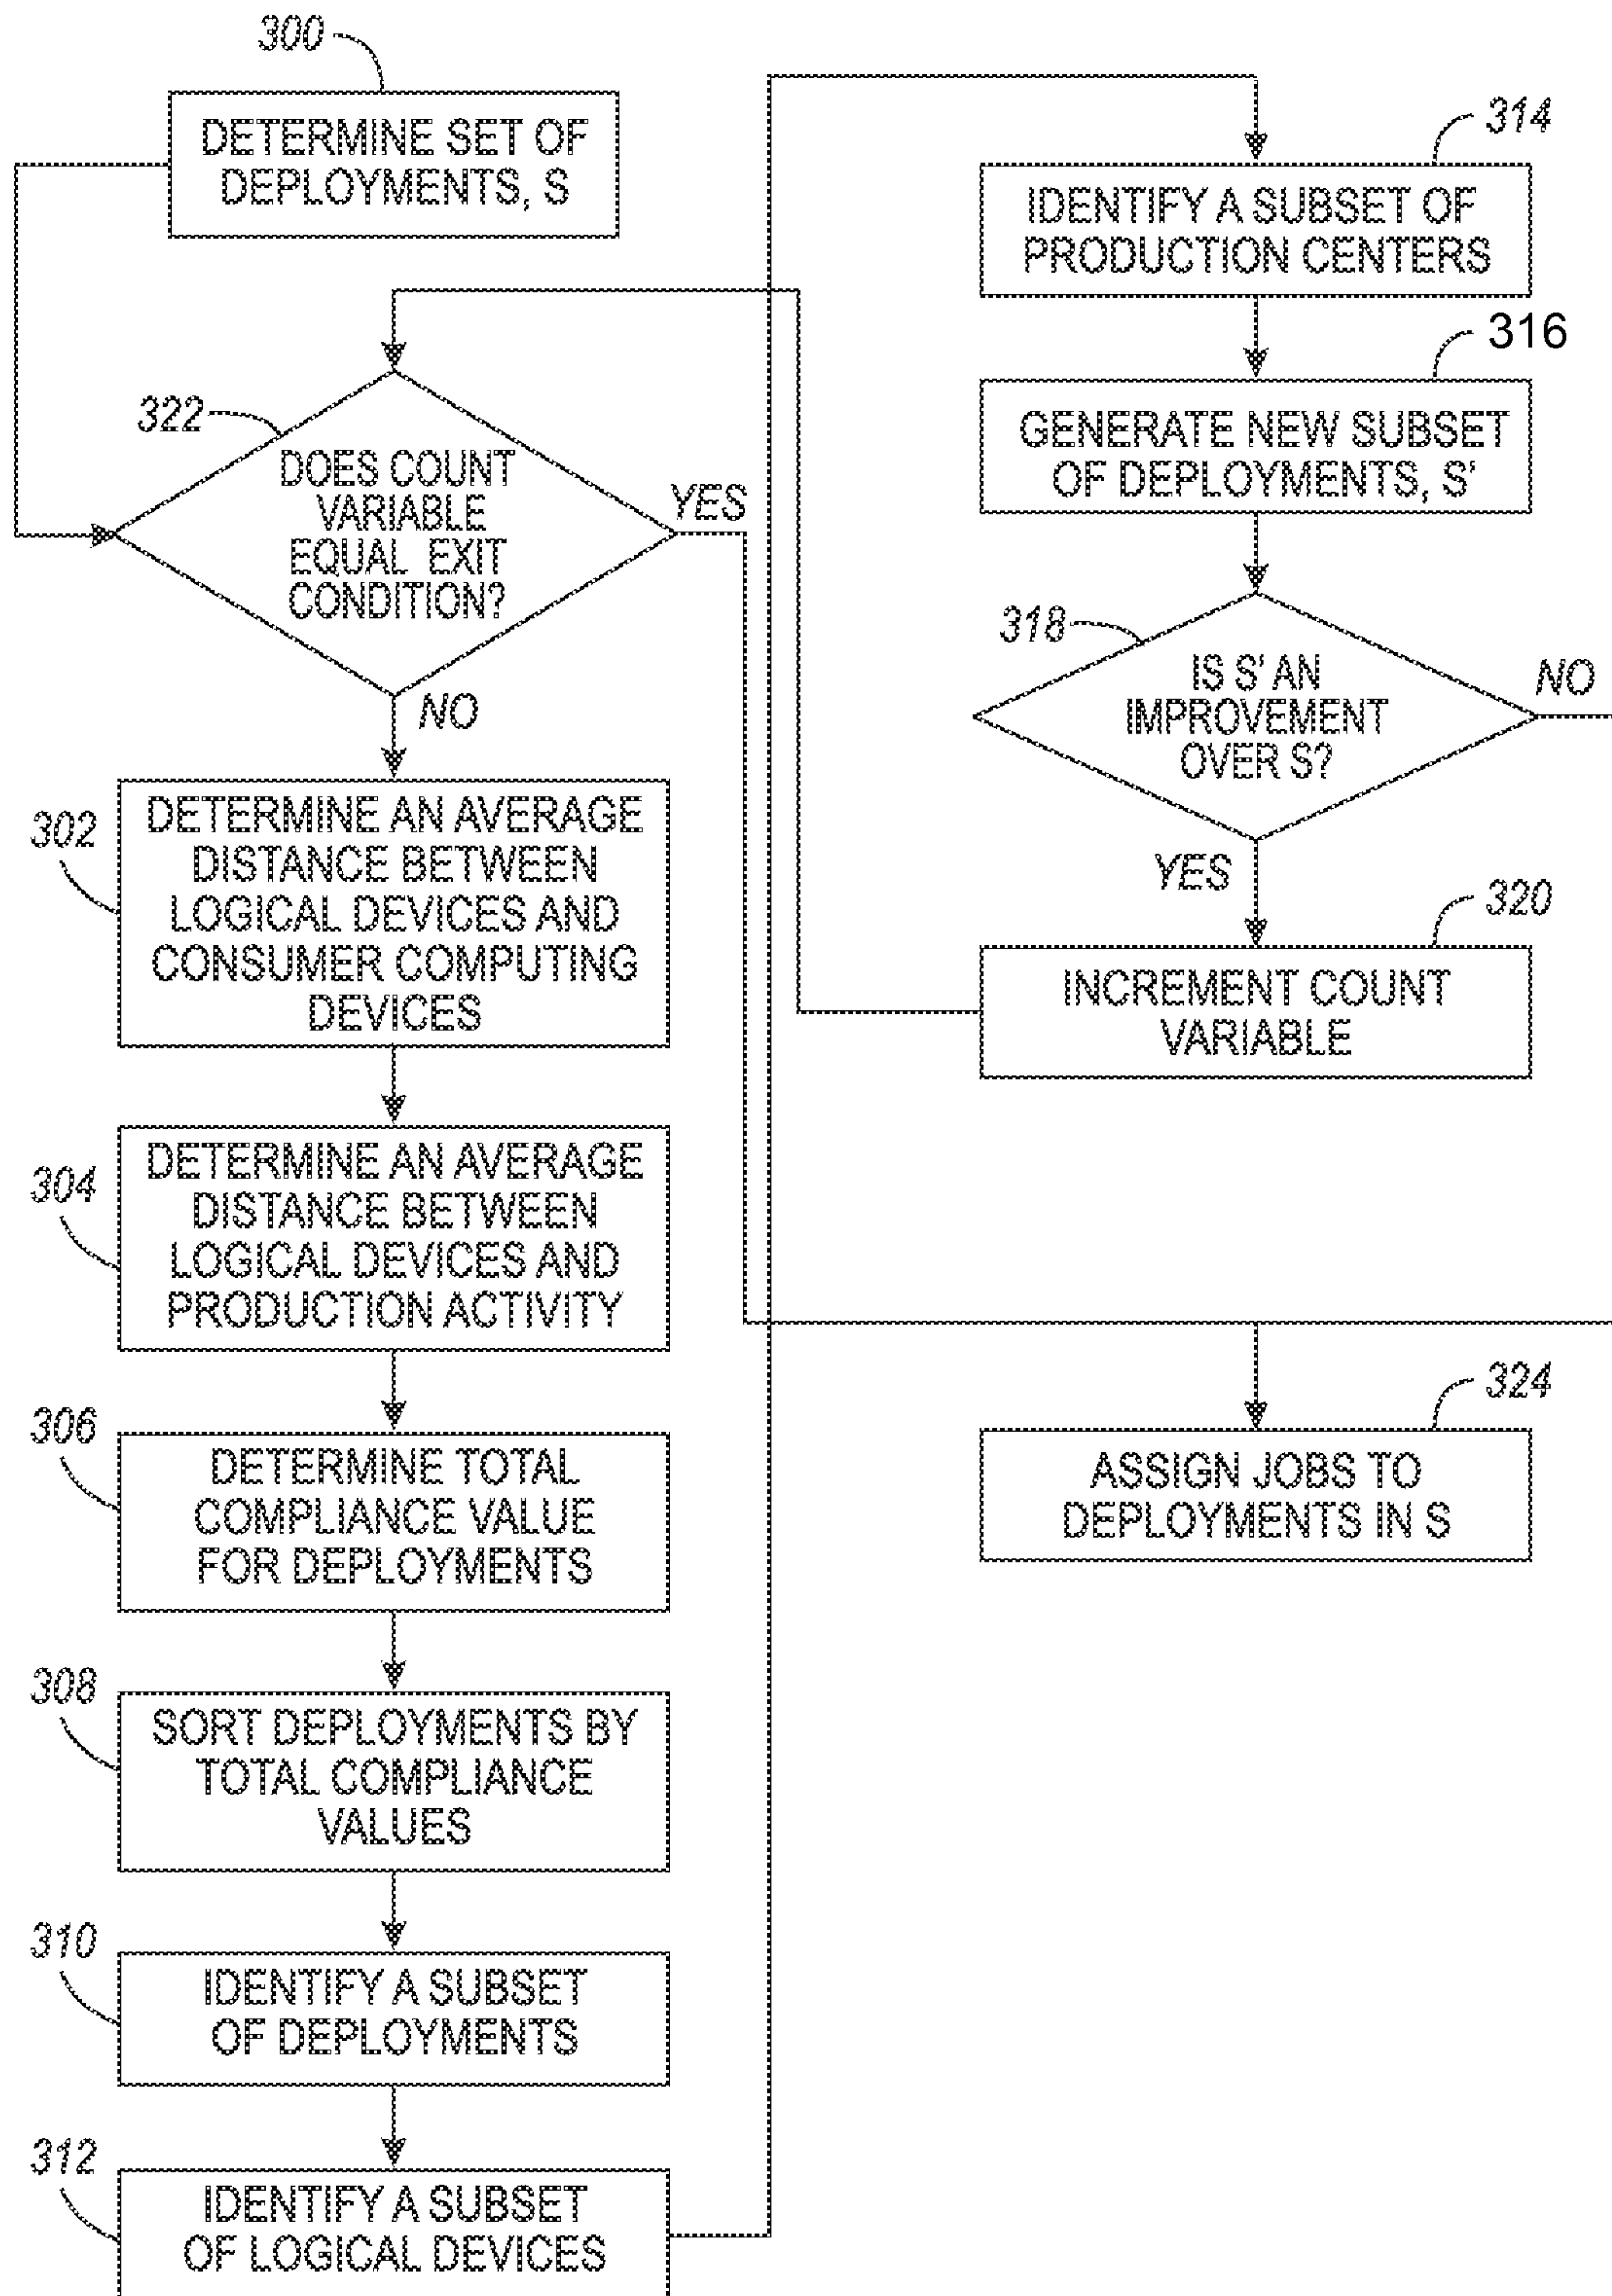 300
DETERMINE SET OF
DEPLOYMENTS, S
322
DOES COUNT
VARIABLE
EQUAL EXIT
CONDITION?
YES
NO
302
DETERMINE AN AVERAGE
DISTANCE BETWEEN
LOGICAL DEVICES AND
CONSUMER COMPUTING
DEVICES
304
DETERMINE AN AVERAGE
DISTANCE BETWEEN
LOGICAL DEVICES AND
PRODUCTION ACTIVITY
306
DETERMINE TOTAL
COMPLIANCE VALUE
FOR DEPLOYMENTS
308
SORT DEPLOYMENTS BY
TOTAL COMPLIANCE
VALUES
310
IDENTIFY A SUBSET
OF DEPLOYMENTS
312
IDENTIFY A SUBSET
OF LOGICAL DEVICES
314
IDENTIFY A SUBSET OF
PRODUCTION CENTERS
316
GENERATE NEW SUBSET
OF DEPLOYMENTS, S'
318
IS S' AN
IMPROVEMENT
OVER S?
NO
YES
320
INCREMENT COUNT
VARIABLE
324
ASSIGN JOBS TO
DEPLOYMENTS IN S